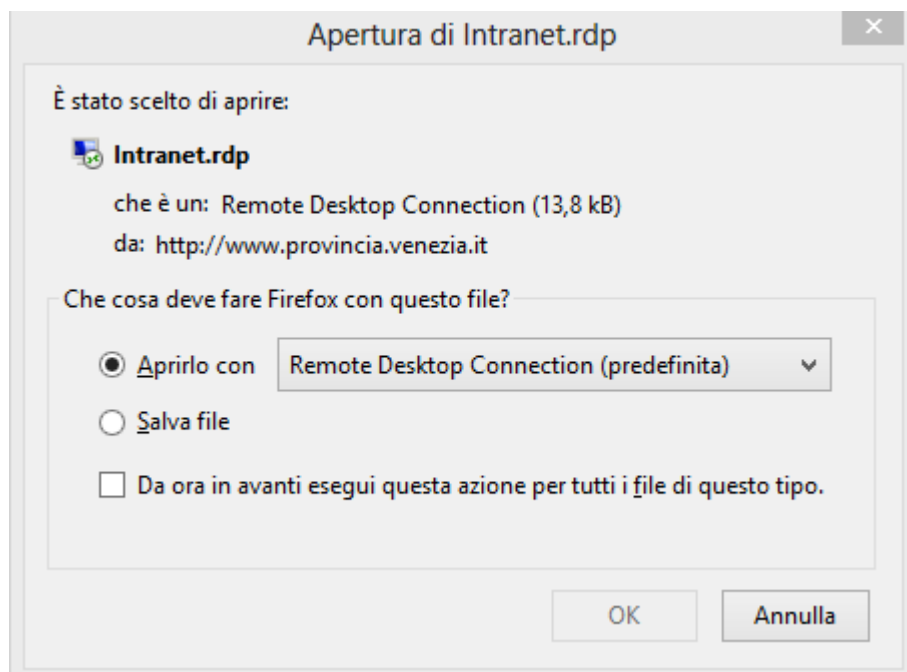 Apertura di Intranet.rdp
È stato scelto di aprire:
Intranet.rdp
che è un: Remote Desktop Connection (13,8 kB)
da: http://www.provincia.venezia.it
Che cosa deve fare Firefox con questo file?
Aprirlo con Remote Desktop Connection (predefinita)
Salva file
Da ora in avanti esegui questa azione per tutti i file di questo tipo.
OK Annulla